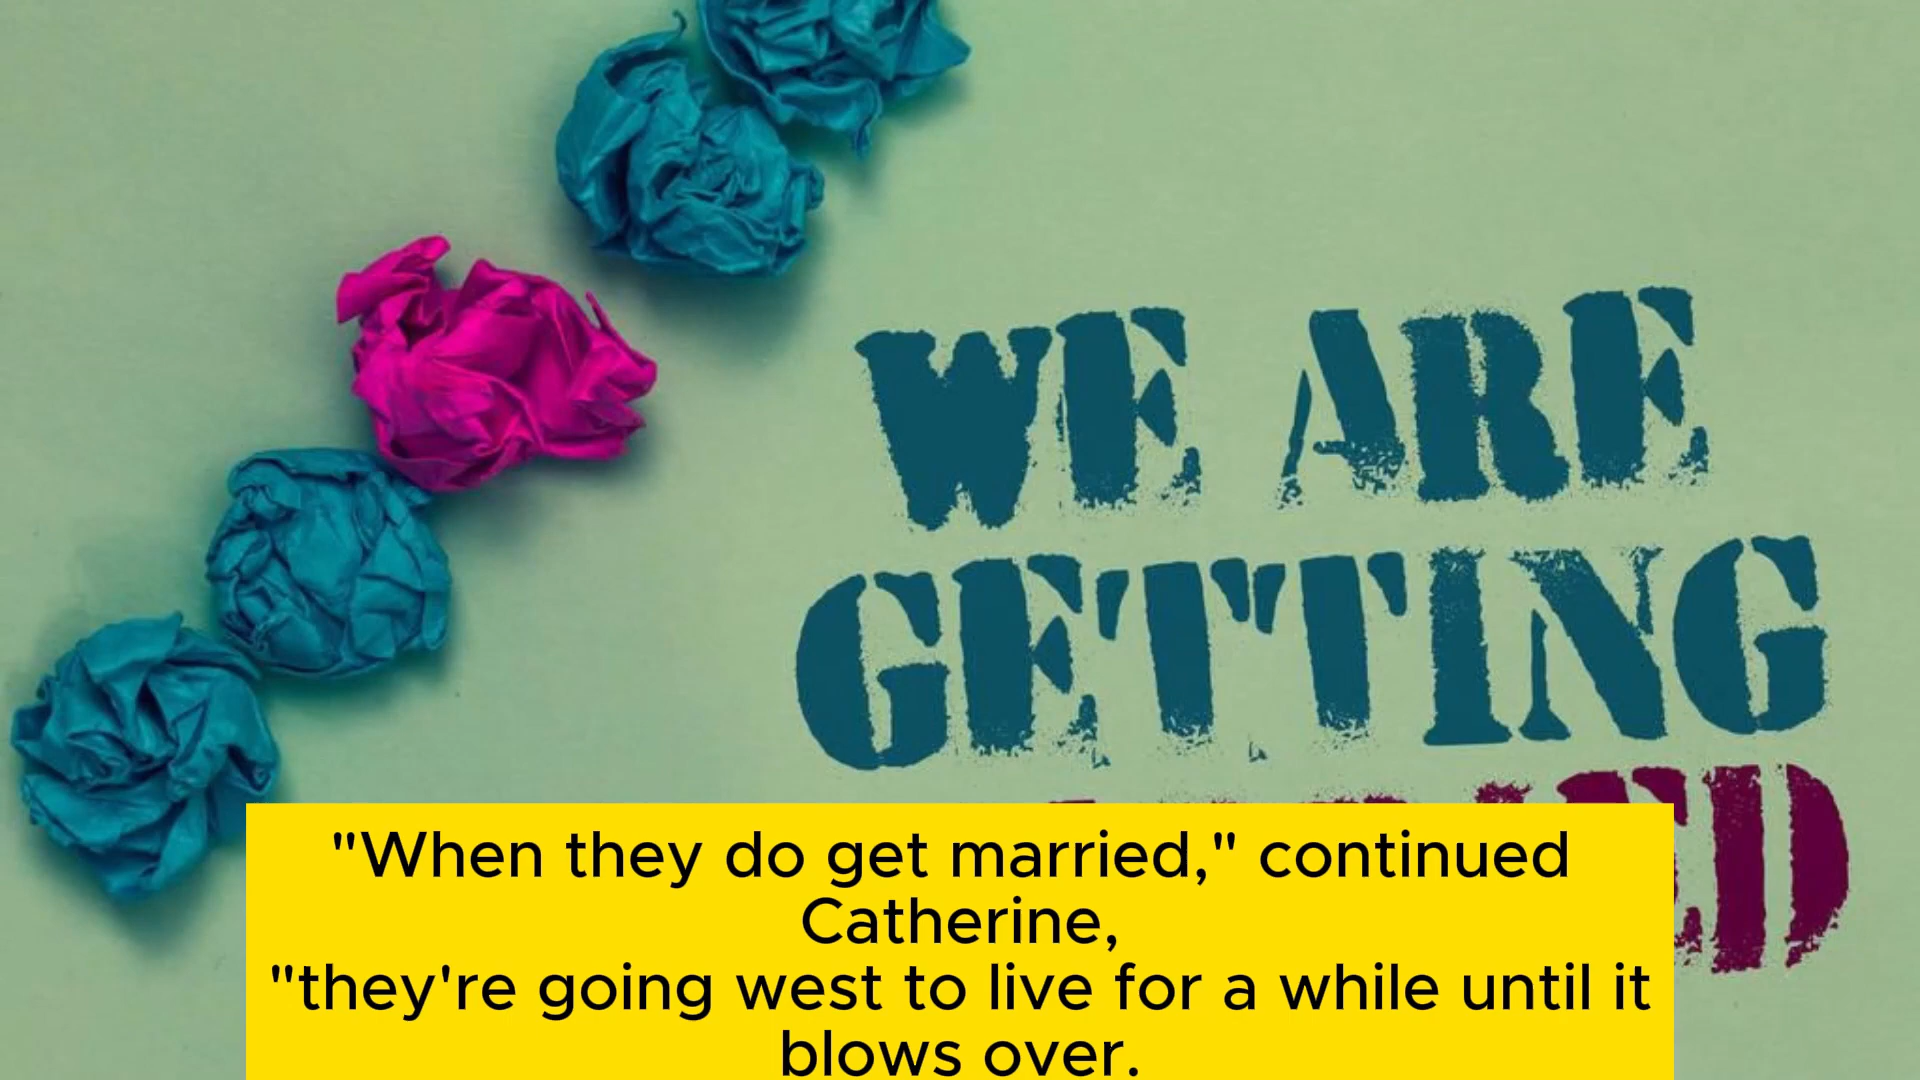 WE ARE
GETTING
"When they do get married," continued
Catherine,
"they're going west to live for a while until it
blows over.